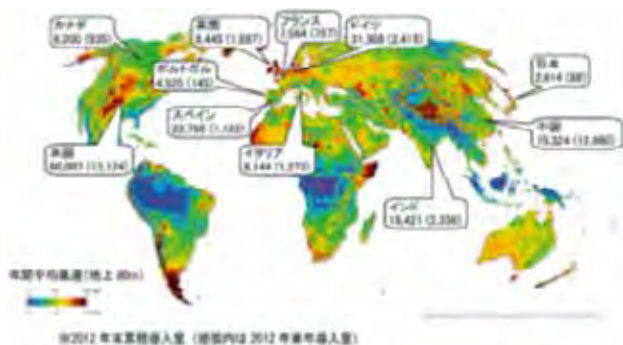 カナダ
6,200 (935)
英国
8,445 (1,897)
フランス
7,564 (757)
ドイツ
31,308 (2,415)
日本
2,614 (88)
ポルトガル
4,525 (145)
スペイン
22,796 (1,122)
米国
60,007 (13,124)
イタリア
8,144 (1,273)
インド
18,421 (2,336)
中国
年間平均風速(地上 80m)
※2012 年末累積導入量 (括弧内は 2012 年単年導入量)